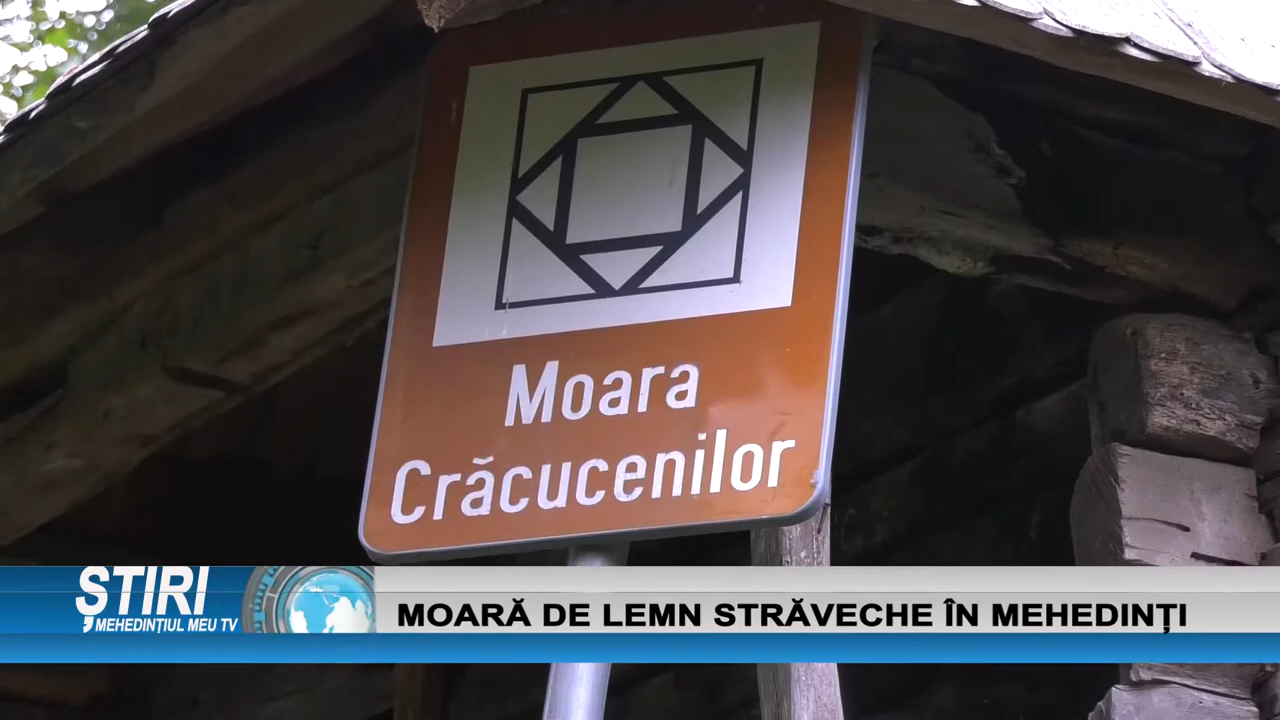 Moara
Crăcucenilor
ȘTIRI
MEHEDINȚIUL MEU TV
MOARĂ DE LEMN STRĂVECHE ÎN MEHEDINȚI